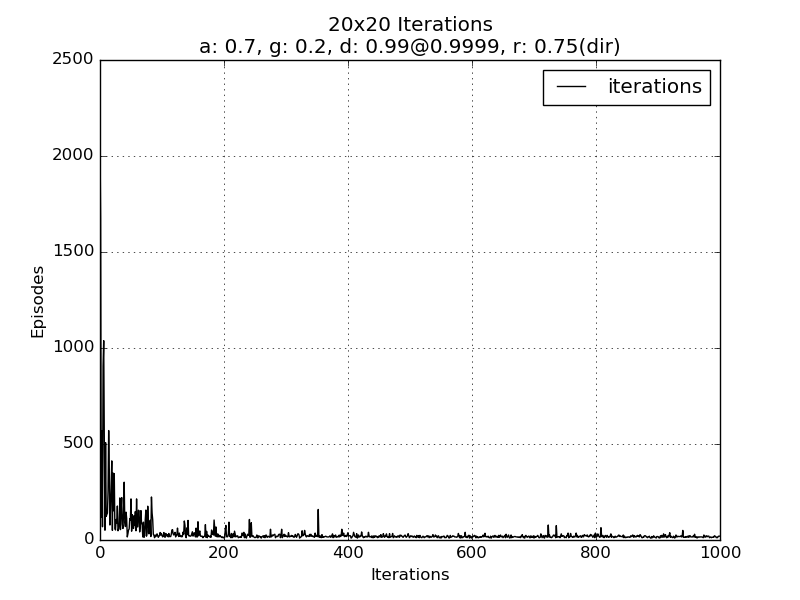 20x20 Iterations
a: 0.7, g: 0.2, d: 0.99@0.9999, r: 0.75(dir)
2500
iterations
2000
1500
Episodes
1000
500
0
0 200 400 600 800 1000
Iterations